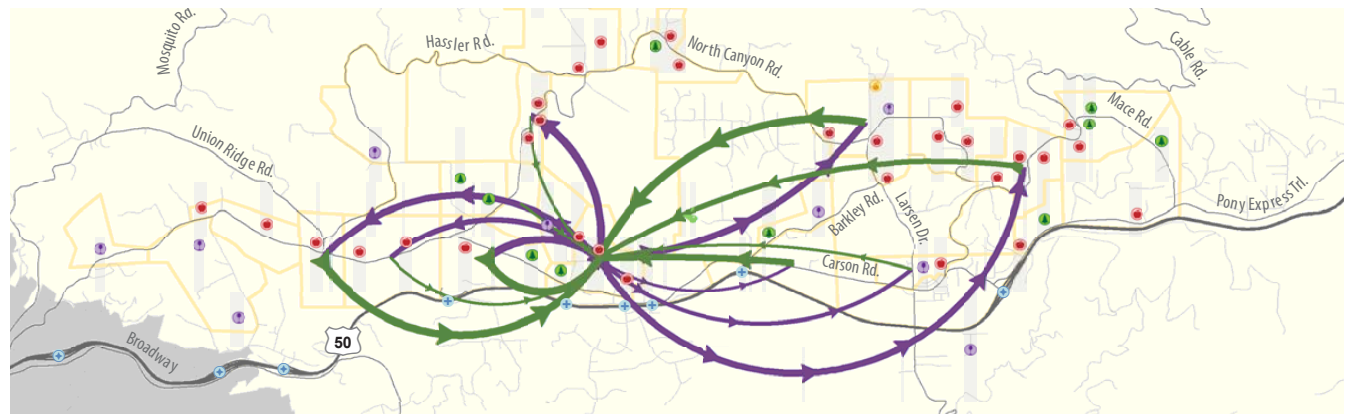 Mosquito Rd.
Hassler Rd.
North Canyon Rd.
Cable Rd.
Mace Rd.
Union Ridge Rd.
Pony Express Trl.
Barkley Rd.
Larsen Dr.
Carson Rd.
50
Broadway